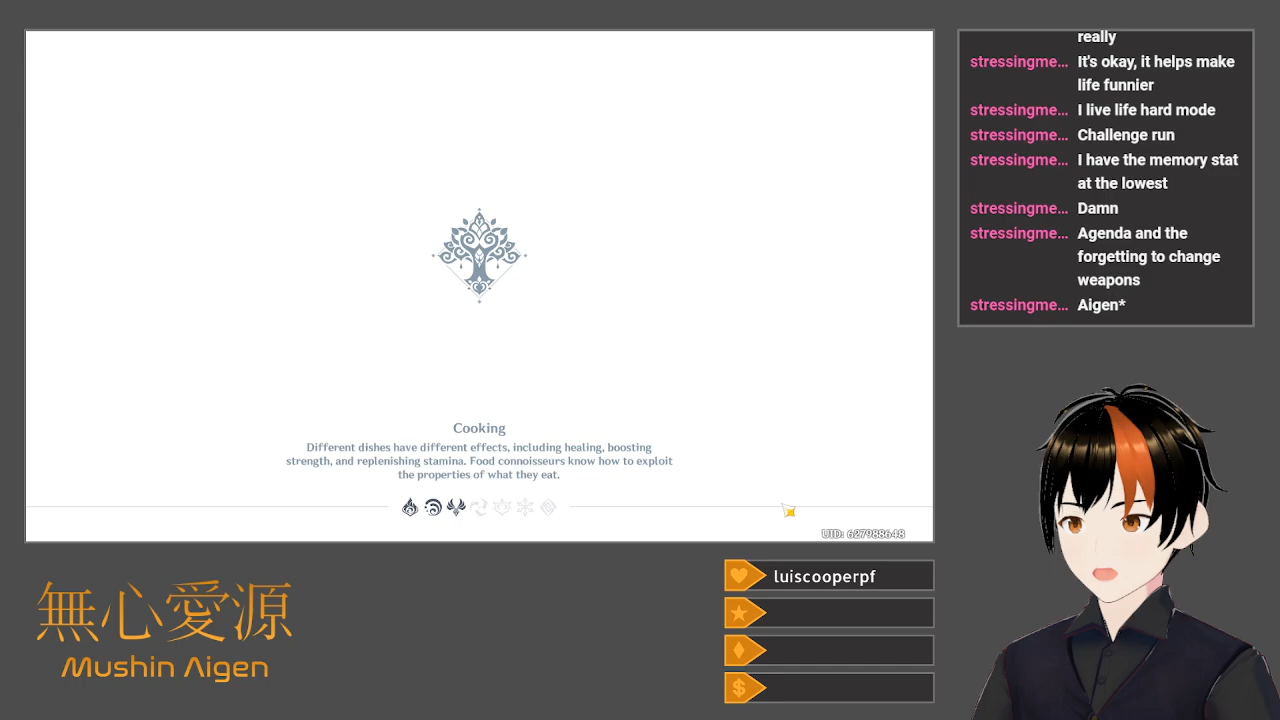 really
stressingme... It's okay, it helps make
life funnier
stressingme... I live life hard mode
stressingme... Challenge run
stressingme... I have the memory stat
at the lowest
stressingme... Damn
stressingme... Agenda and the
forgetting to change
weapons
stressingme... Aigen*
Cooking
Different dishes have different effects, including healing, boosting
strength, and replenishing stamina. Food connoisseurs know how to exploit
the properties of what they eat.
UID: 627988648
luiscooperpf
無心愛源
Mushin Aigen